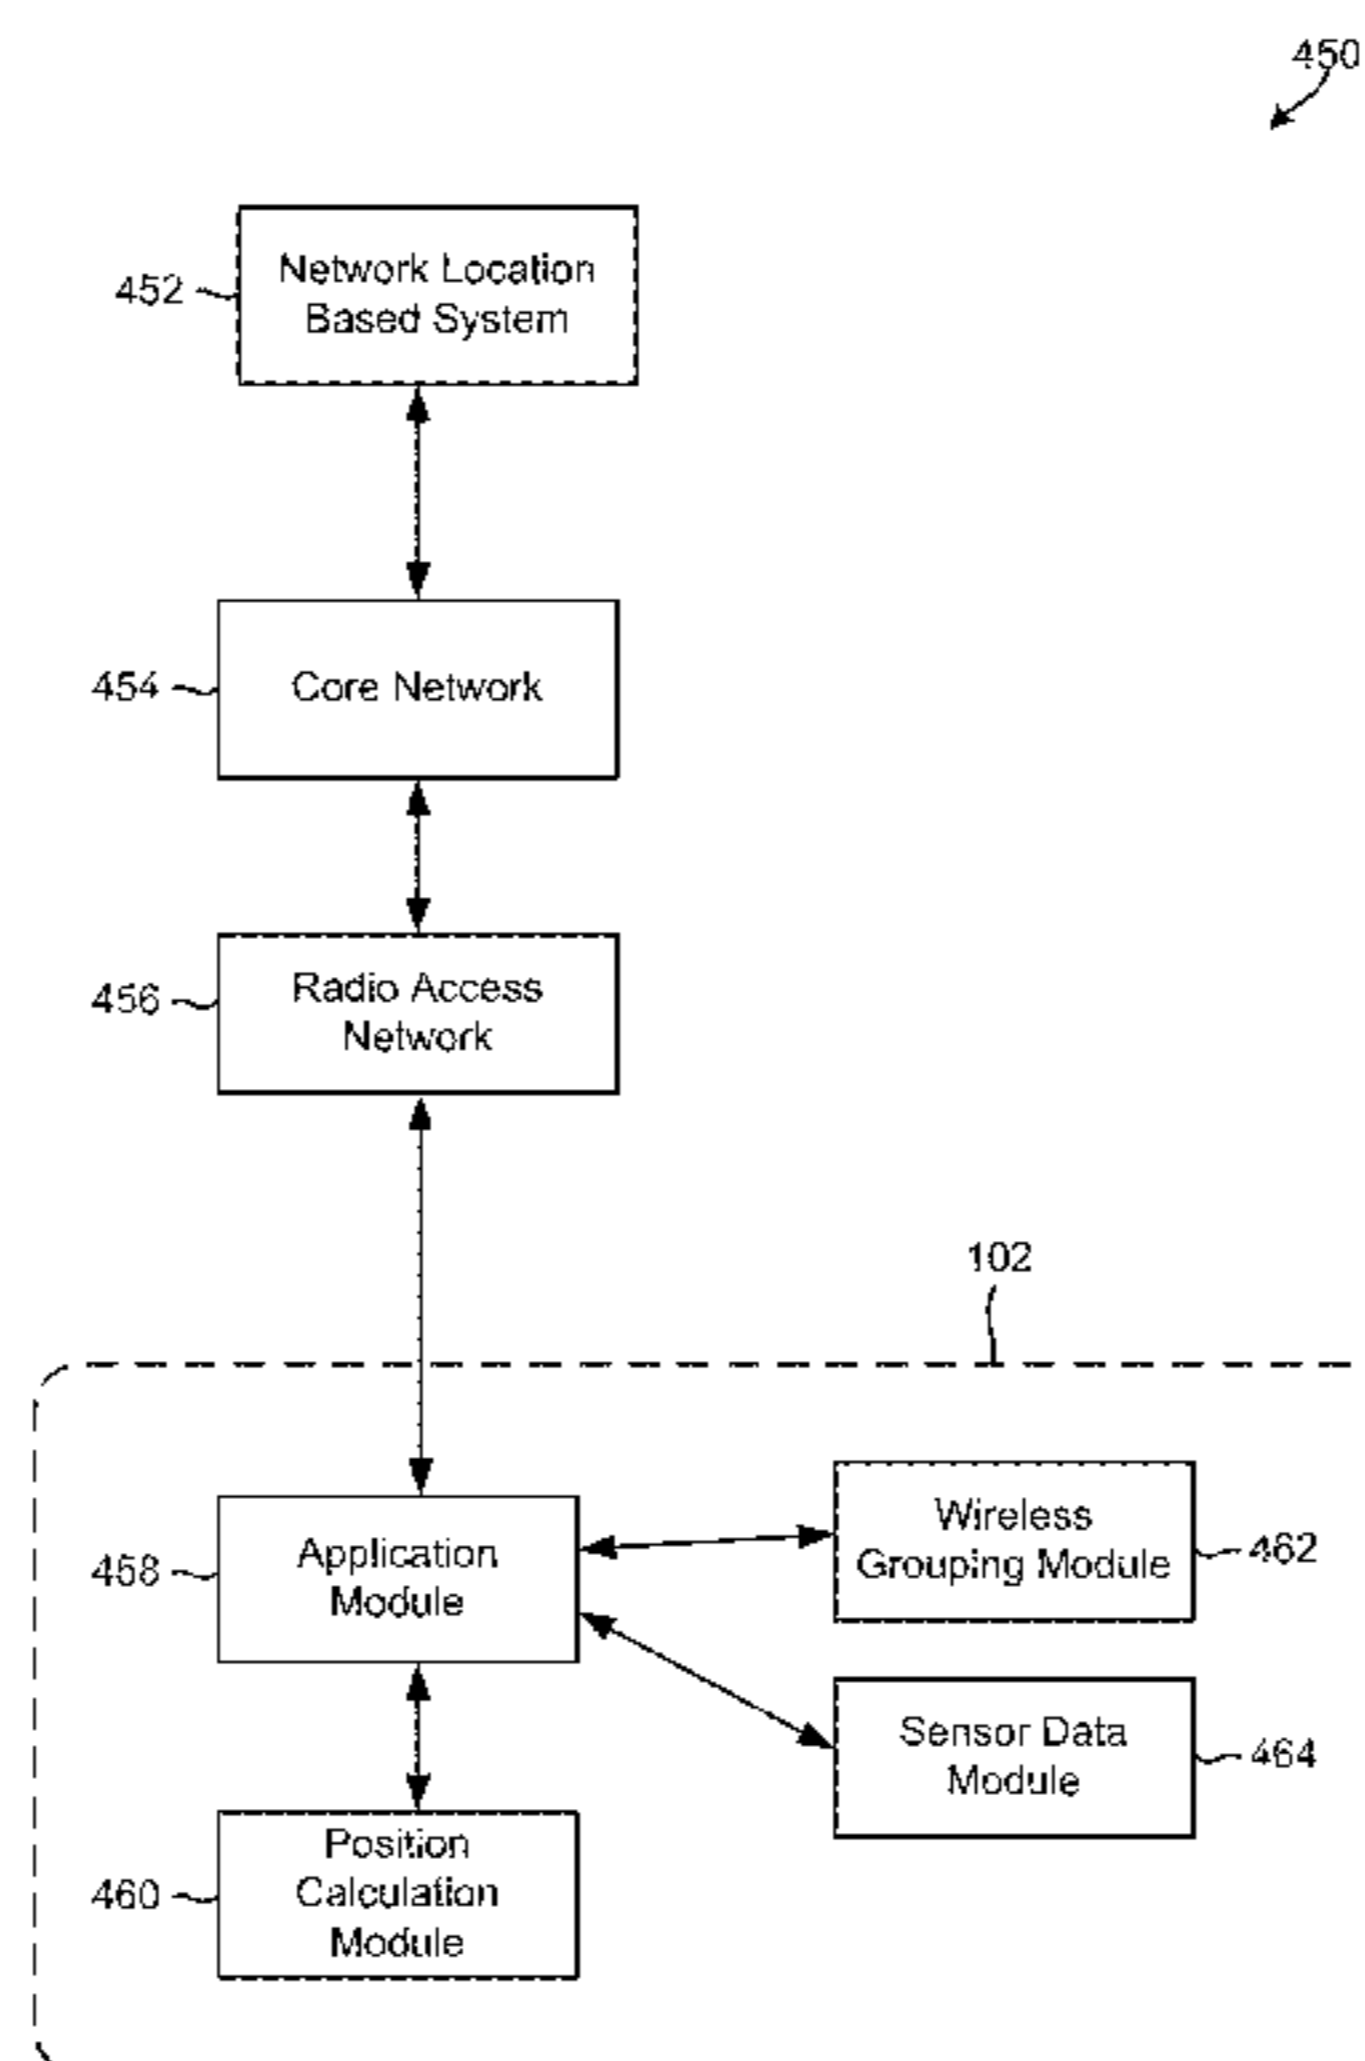 450
Network Location
Based System
452
Core Network
454
Radio Access
Network
456
102
Application
Module
458
Wireless
Grouping Module
462
Sensor Data
Module
464
Position
Calculation
Module
460